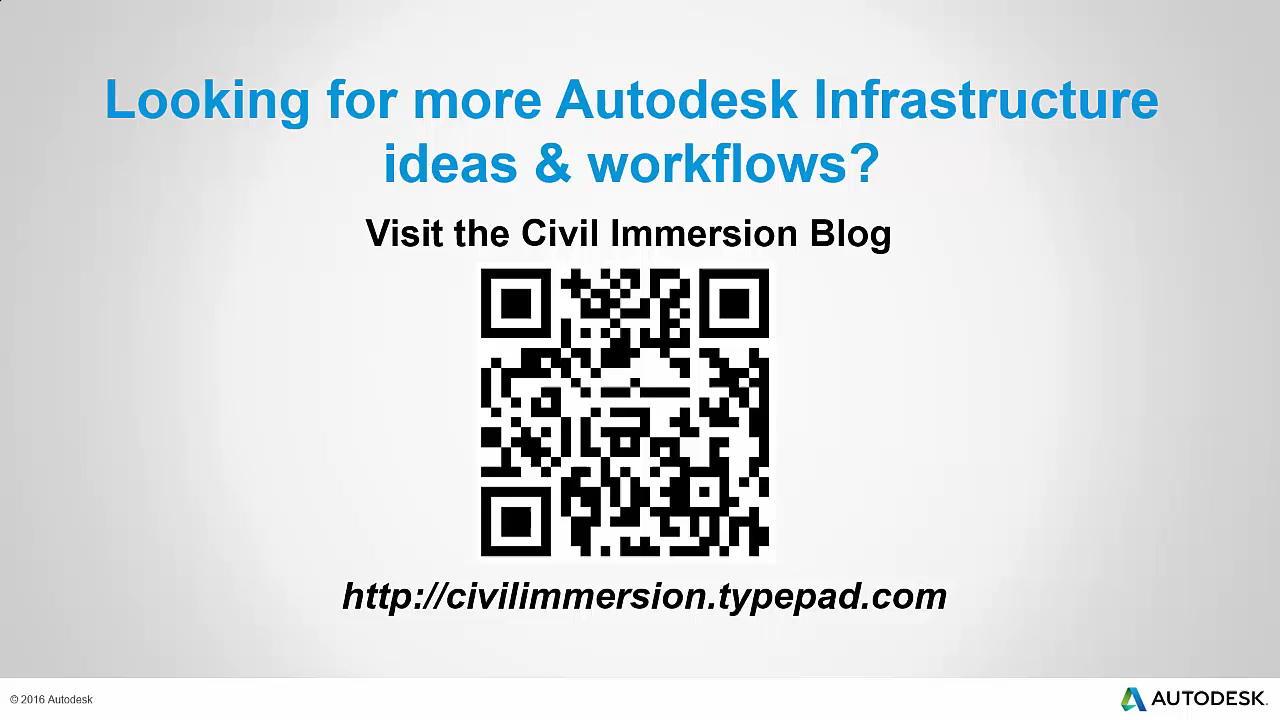 Looking for more Autodesk Infrastructure
ideas & workflows?
Visit the Civil Immersion Blog
http://civilimmersion.typepad.com
© 2016 Autodesk
AUTODESK.